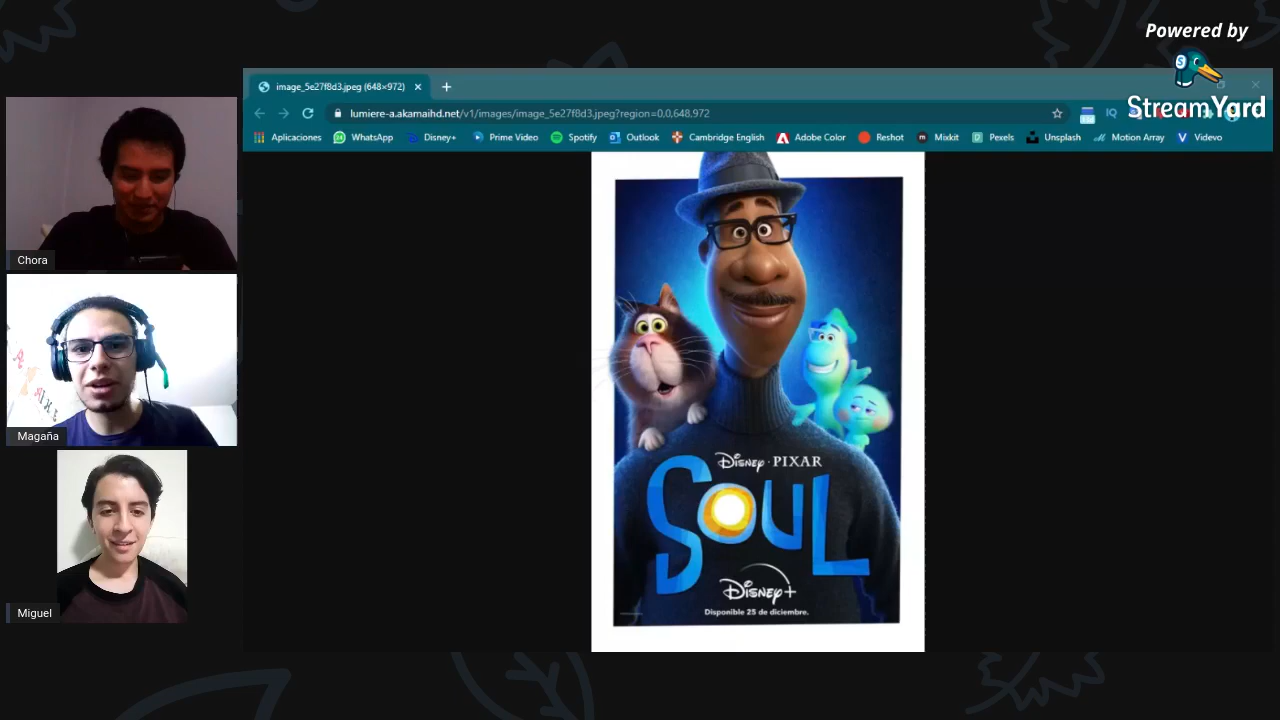 Powered by
StreamYard
image_5e27f8d3.jpeg (648×972)
lumiere-a.akamaihd.net/v1/images/image_5e27f8d3.jpeg?region=0,0,648,972
Aplicaciones WhatsApp Disney+ Prime Video Spotify Outlook Cambridge English Adobe Color Reshot Mixkit Pexels Unsplash Motion Array Videvo
Chora
Magaña
Miguel
Disney · PIXAR
SOUL
Disney+
Disponible 25 de diciembre.